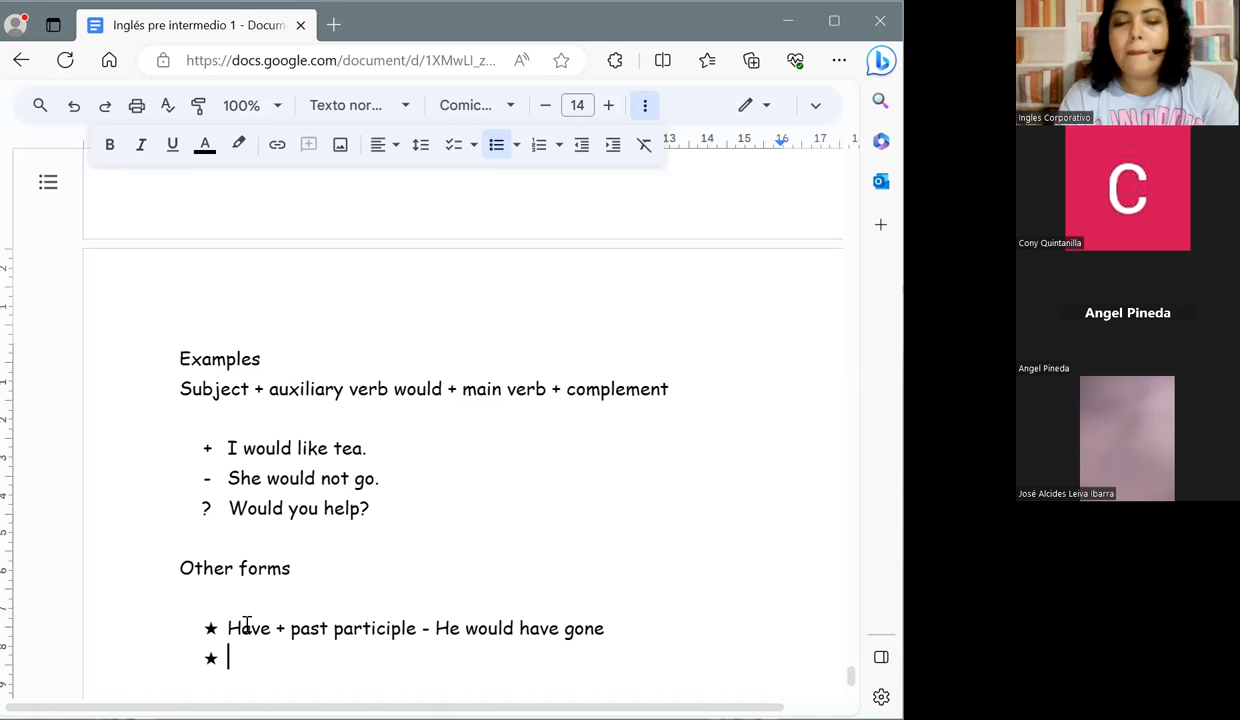 Inglés pre intermedio 1 - Docum
https://docs.google.com/document/d/1XMwLI_z...
100%
Texto nor...
Comic...
14
13 14 15 16 17
Examples
Subject + auxiliary verb would + main verb + complement
+ I would like tea.
- She would not go.
? Would you help?
Other forms
★ Have + past participle - He would have gone
★
Ingles Corporativo
C
Cony Quintanilla
Angel Pineda
Angel Pineda
José Alcides Leiva Ibarra